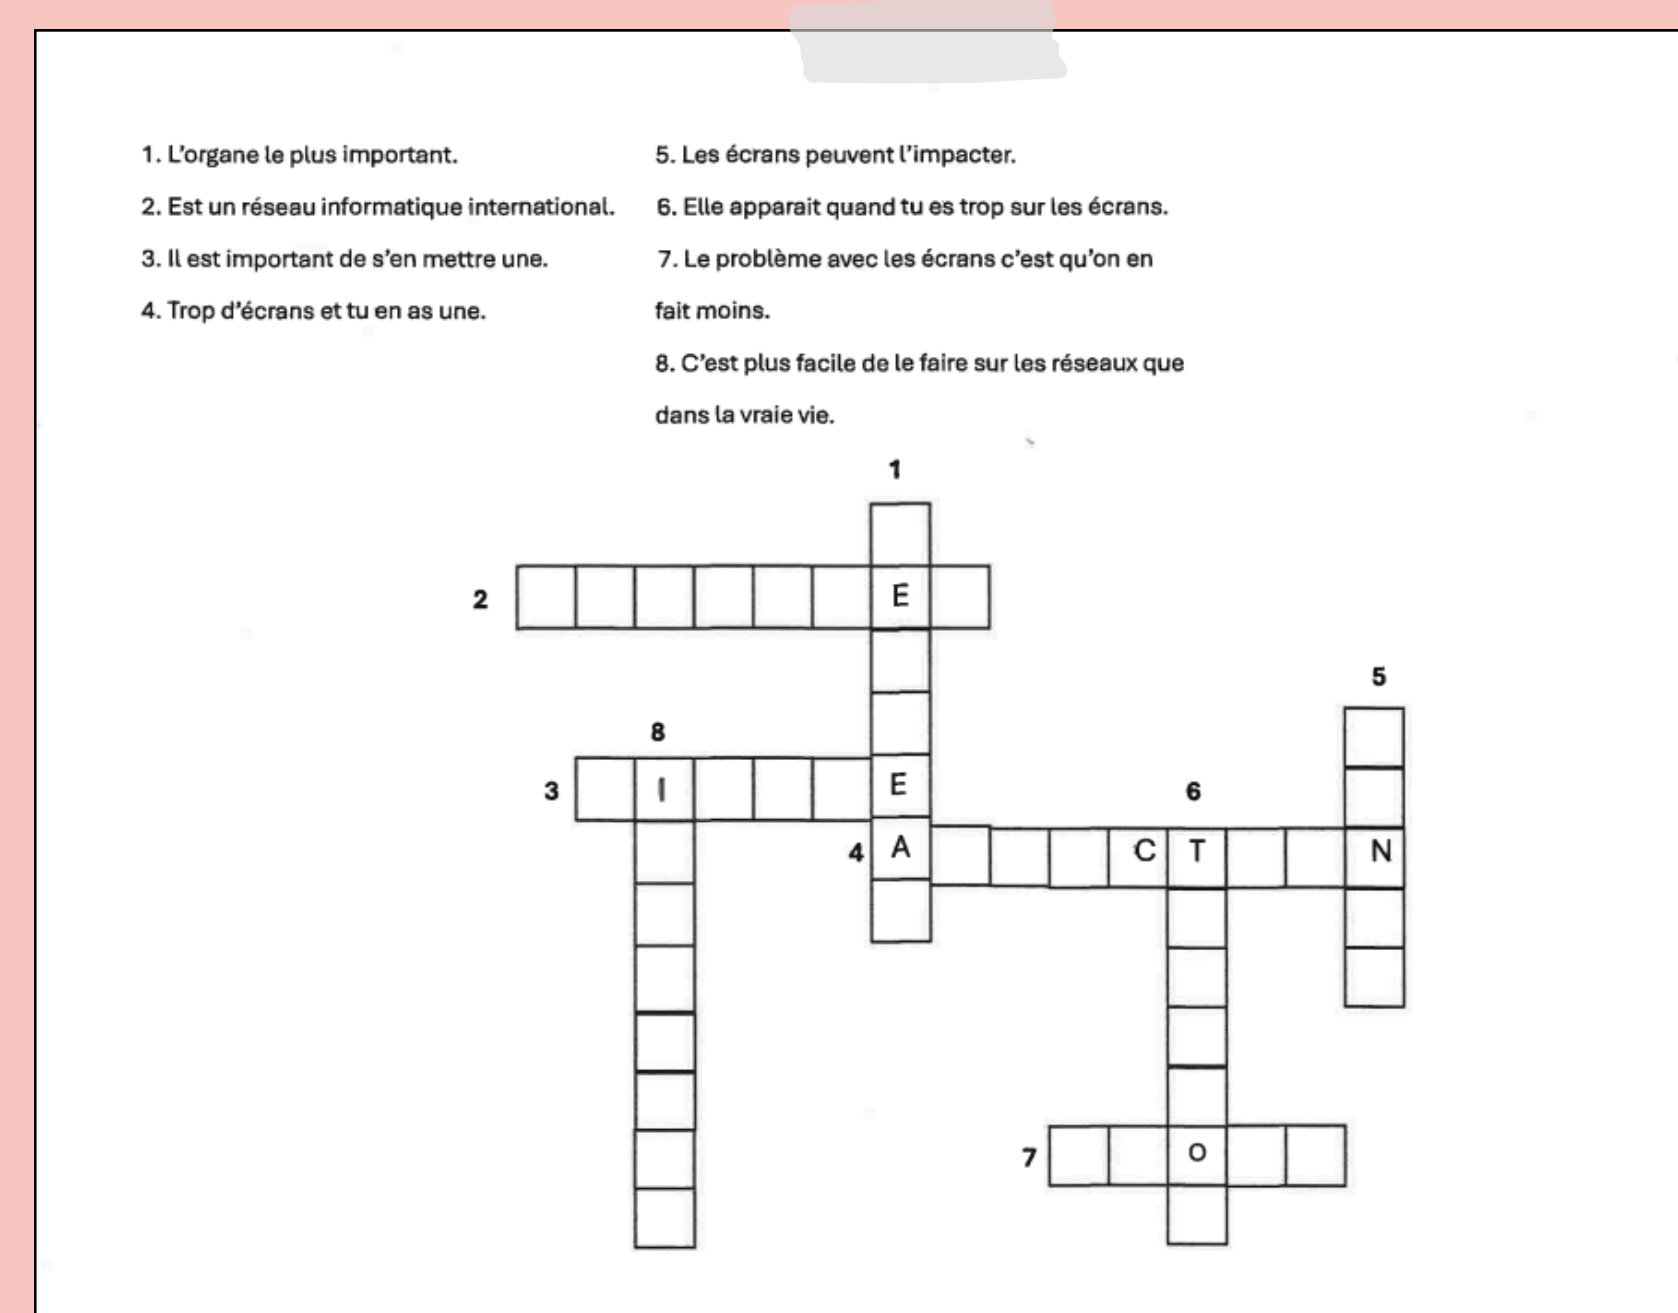 1. L'organe le plus important.
2. Est un réseau informatique international.
3. Il est important de s'en mettre une.
4. Trop d'écrans et tu en as une.
5. Les écrans peuvent l'impacter.
6. Elle apparait quand tu es trop sur les écrans.
7. Le problème avec les écrans c'est qu'on en
fait moins.
8. C'est plus facile de le faire sur les réseaux que
dans la vraie vie.
1
2 E
5
8
3 I E
6
4 A C T N
7 O